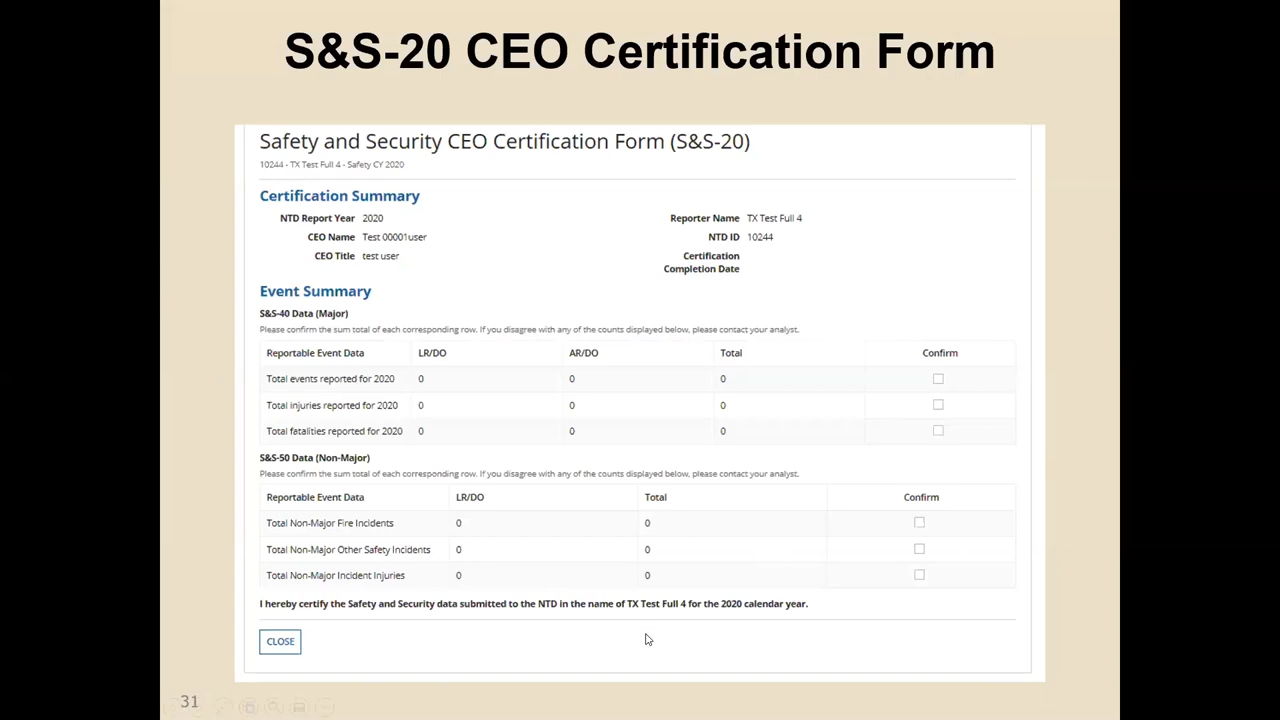 S&S-20 CEO Certification Form
Safety and Security CEO Certification Form (S&S-20)
10244 - TX Test Full 4 - Safety CY 2020
Certification Summary
NTD Report Year 2020 Reporter Name TX Test Full 4
CEO Name Test 00001user NTD ID 10244
CEO Title test user Certification
Completion Date
Event Summary
S&S-40 Data (Major)
Please confirm the sum total of each corresponding row. If you disagree with any of the counts displayed below, please contact your analyst.
Reportable Event Data LR/DO AR/DO Total Confirm
Total events reported for 2020 0 0 0
Total injuries reported for 2020 0 0 0
Total fatalities reported for 2020 0 0 0
S&S-50 Data (Non-Major)
Please confirm the sum total of each corresponding row. If you disagree with any of the counts displayed below, please contact your analyst.
Reportable Event Data LR/DO Total Confirm
Total Non-Major Fire Incidents 0 0
Total Non-Major Other Safety Incidents 0 0
Total Non-Major Incident Injuries 0 0
I hereby certify the Safety and Security data submitted to the NTD in the name of TX Test Full 4 for the 2020 calendar year.
CLOSE
31